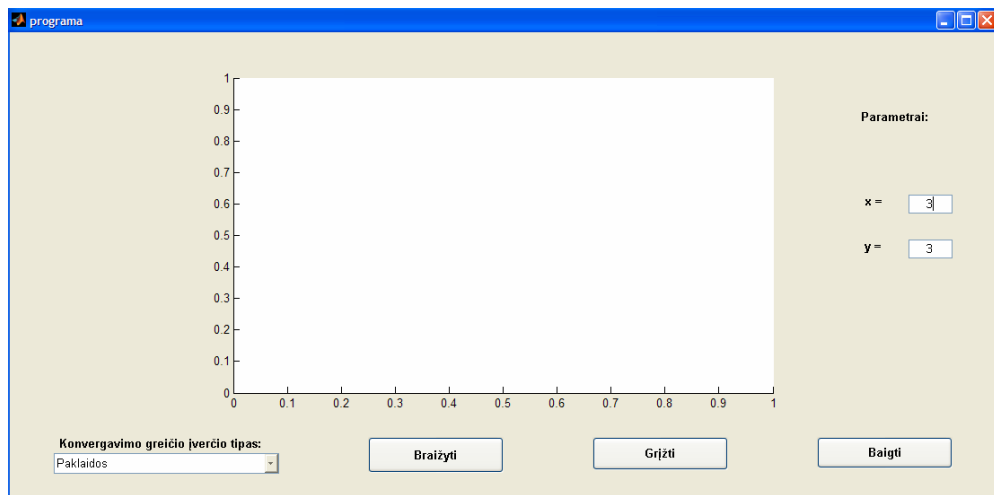 programa
1
0.9
0.8
0.7
0.6
0.5
0.4
0.3
0.2
0.1
0
0 0.1 0.2 0.3 0.4 0.5 0.6 0.7 0.8 0.9 1
Parametrai:
x = 3
y = 3
Konvergavimo greičio įverčio tipas:
Paklaidos
Braižyti
Grįžti
Baigti